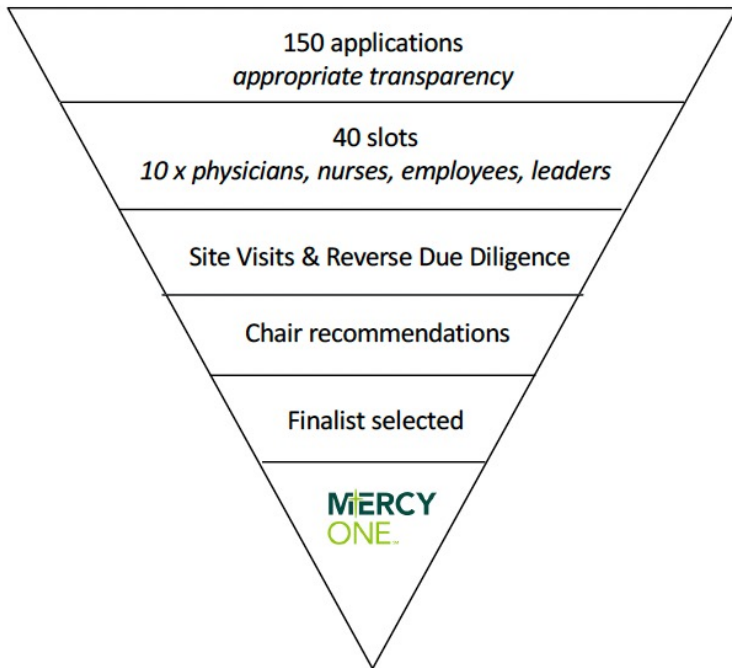 150 applications
appropriate transparency
40 slots
10 x physicians, nurses, employees, leaders
Site Visits & Reverse Due Diligence
Chair recommendations
Finalist selected
MERCY
ONE™